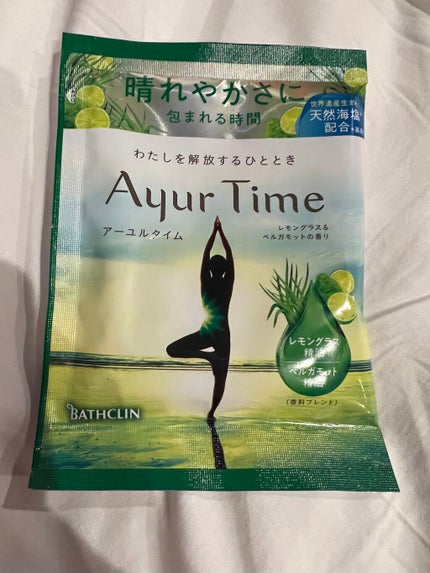 晴れやかさに
包まれる時間
世界遺産生まれ
天然海塩*
配合
わたしを解放するひととき
Ayur Time
アーユルタイム
レモングラス&
ベルガモットの香り
レモングラス
精油
ベルガモット
精油
(香料ブレンド)
BATHCLIN